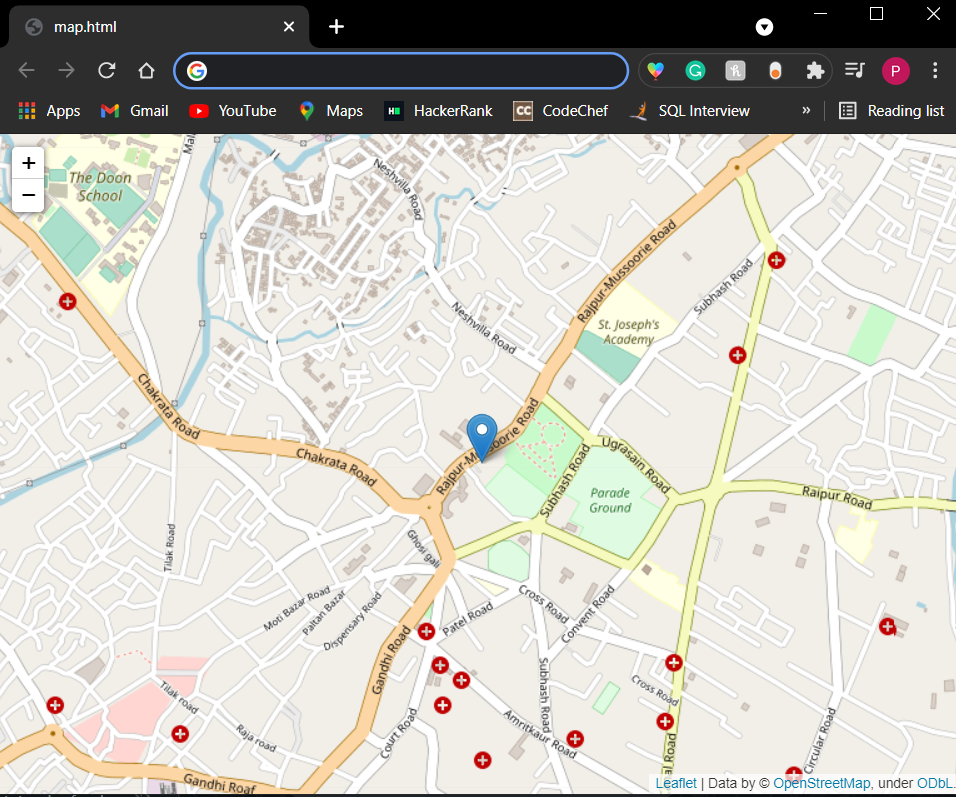 map.html
Apps
Gmail
YouTube
Maps
HackerRank
CC
CodeChef
SQL Interview
»
Reading list
P
+
−
The Doon
School
Neshvilla Road
Rajpur-Mussoorie Road
Subhash Road
St. Joseph's
Academy
Neshvilla Road
Chakrata Road
Chakrata Road
Rajpur-Mussoorie Road
Ugrasain Road
Subhash Road
Parade
Ground
Raipur Road
Tilak Road
Ghosi gali
Moti Bazar Road
Paltan Bazar
Dispensary Road
Patel Road
Cross Road
Convent Road
Gandhi Road
Subhash Road
Cross Road
Tilak road
Raja road
Court Road
Amritkaur Road
Circular Road
al Road
Gandhi Roaf
Leaflet | Data by © OpenStreetMap, under ODbL.